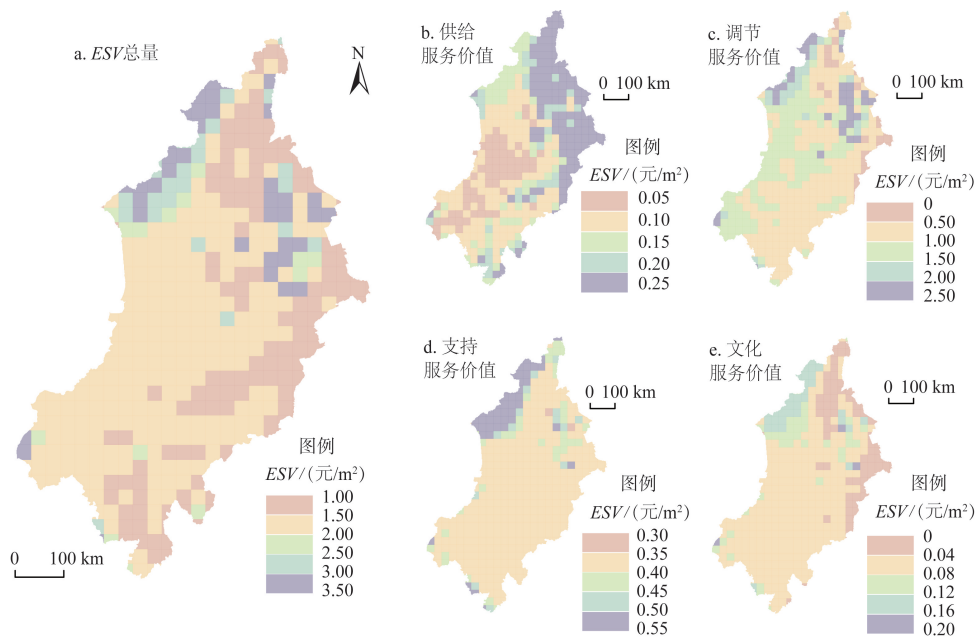 a. ESV总量
N
图例
ESV/(元/m²)
1.00
1.50
2.00
2.50
3.00
3.50
0 100 km
b. 供给
服务价值
0 100 km
图例
ESV/(元/m²)
0.05
0.10
0.15
0.20
0.25
c. 调节
服务价值
0 100 km
图例
ESV/(元/m²)
0
0.50
1.00
1.50
2.00
2.50
d. 支持
服务价值
0 100 km
图例
ESV/(元/m²)
0.30
0.35
0.40
0.45
0.50
0.55
e. 文化
服务价值
0 100 km
图例
ESV/(元/m²)
0
0.04
0.08
0.12
0.16
0.20